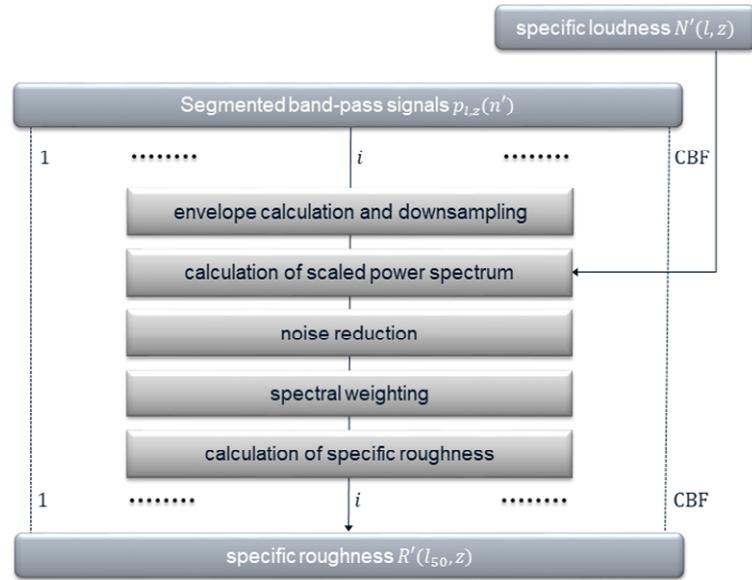 specific loudness N′(l, z)
Segmented band-pass signals p_{l,z}(n′)
1 ........ i ........ CBF
envelope calculation and downsampling
calculation of scaled power spectrum
noise reduction
spectral weighting
calculation of specific roughness
1 ........ i ........ CBF
specific roughness R′(l_{50}, z)